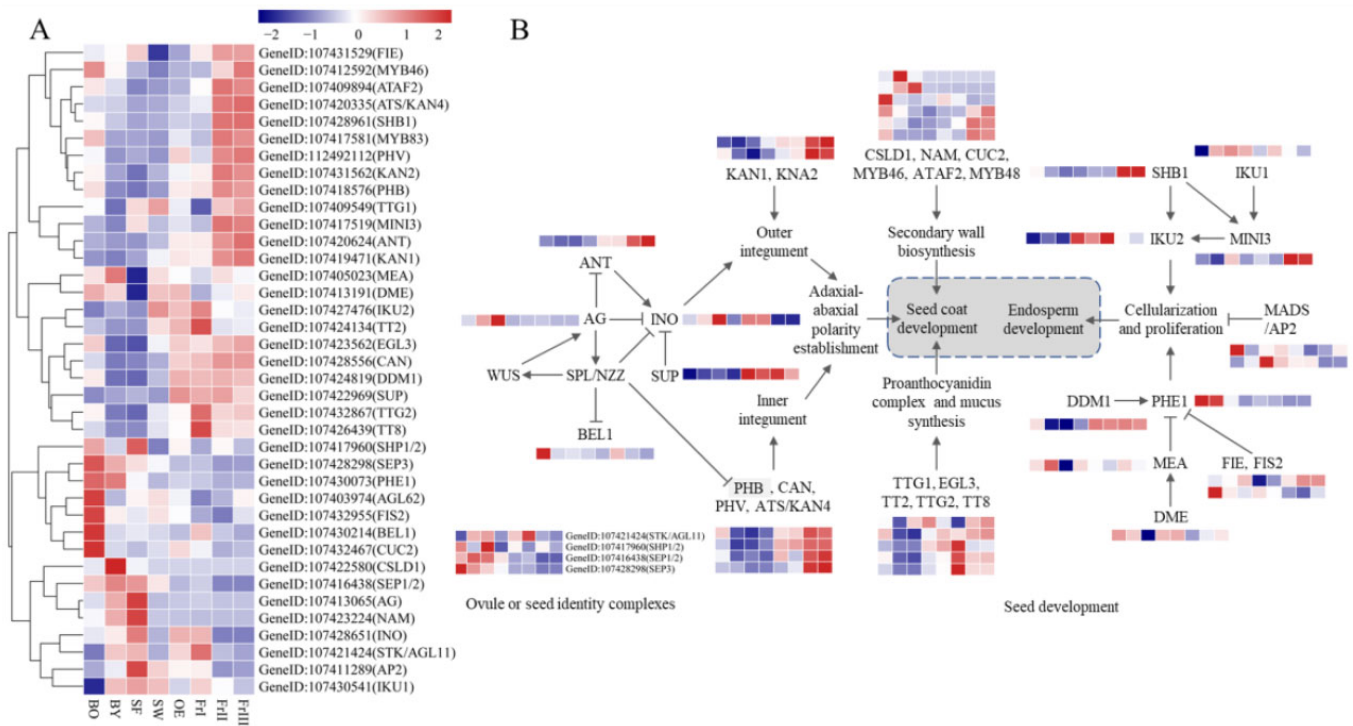 A
−2 −1 0 1 2
GeneID:107431529(FIE)
GeneID:107412592(MYB46)
GeneID:107409894(ATAF2)
GeneID:107420335(ATS/KAN4)
GeneID:107428961(SHB1)
GeneID:107417581(MYB83)
GeneID:112492112(PHV)
GeneID:107431562(KAN2)
GeneID:107418576(PHB)
GeneID:107409549(TTG1)
GeneID:107417519(MINI3)
GeneID:107420624(ANT)
GeneID:107419471(KAN1)
GeneID:107405023(MEA)
GeneID:107413191(DME)
GeneID:107427476(IKU2)
GeneID:107424134(TT2)
GeneID:107423562(EGL3)
GeneID:107428556(CAN)
GeneID:107424819(DDM1)
GeneID:107422969(SUP)
GeneID:107432867(TTG2)
GeneID:107426439(TT8)
GeneID:107417960(SHP1/2)
GeneID:107428298(SEP3)
GeneID:107430073(PHE1)
GeneID:107403974(AGL62)
GeneID:107432955(FIS2)
GeneID:107430214(BEL1)
GeneID:107432467(CUC2)
GeneID:107422580(CSLD1)
GeneID:107416438(SEP1/2)
GeneID:107413065(AG)
GeneID:107423224(NAM)
GeneID:107428651(INO)
GeneID:107421424(STK/AGL11)
GeneID:107411289(AP2)
GeneID:107430541(IKU1)
BO BY SF SW OE FrI FrII FrIII
B
KAN1, KNA2
Outer
integument
CSLD1, NAM, CUC2,
MYB46, ATAF2, MYB48
Secondary wall
biosynthesis
SHB1
IKU1
IKU2
MINI3
ANT
AG
INO
WUS
SPL/NZZ
SUP
BEL1
Adaxial-
abaxial
polarity
establishment
Seed coat
development
Endosperm
development
Cellularization
and proliferation
MADS
/AP2
Inner
integument
Proanthocyanidin
complex and mucus
synthesis
DDM1
PHE1
MEA
FIE, FIS2
DME
PHB , CAN,
PHV, ATS/KAN4
TTG1, EGL3,
TT2, TTG2, TT8
GeneID:107421424(STK/AGL11)
GeneID:107417960(SHP1/2)
GeneID:107416438(SEP1/2)
GeneID:107428298(SEP3)
Ovule or seed identity complexes
Seed development